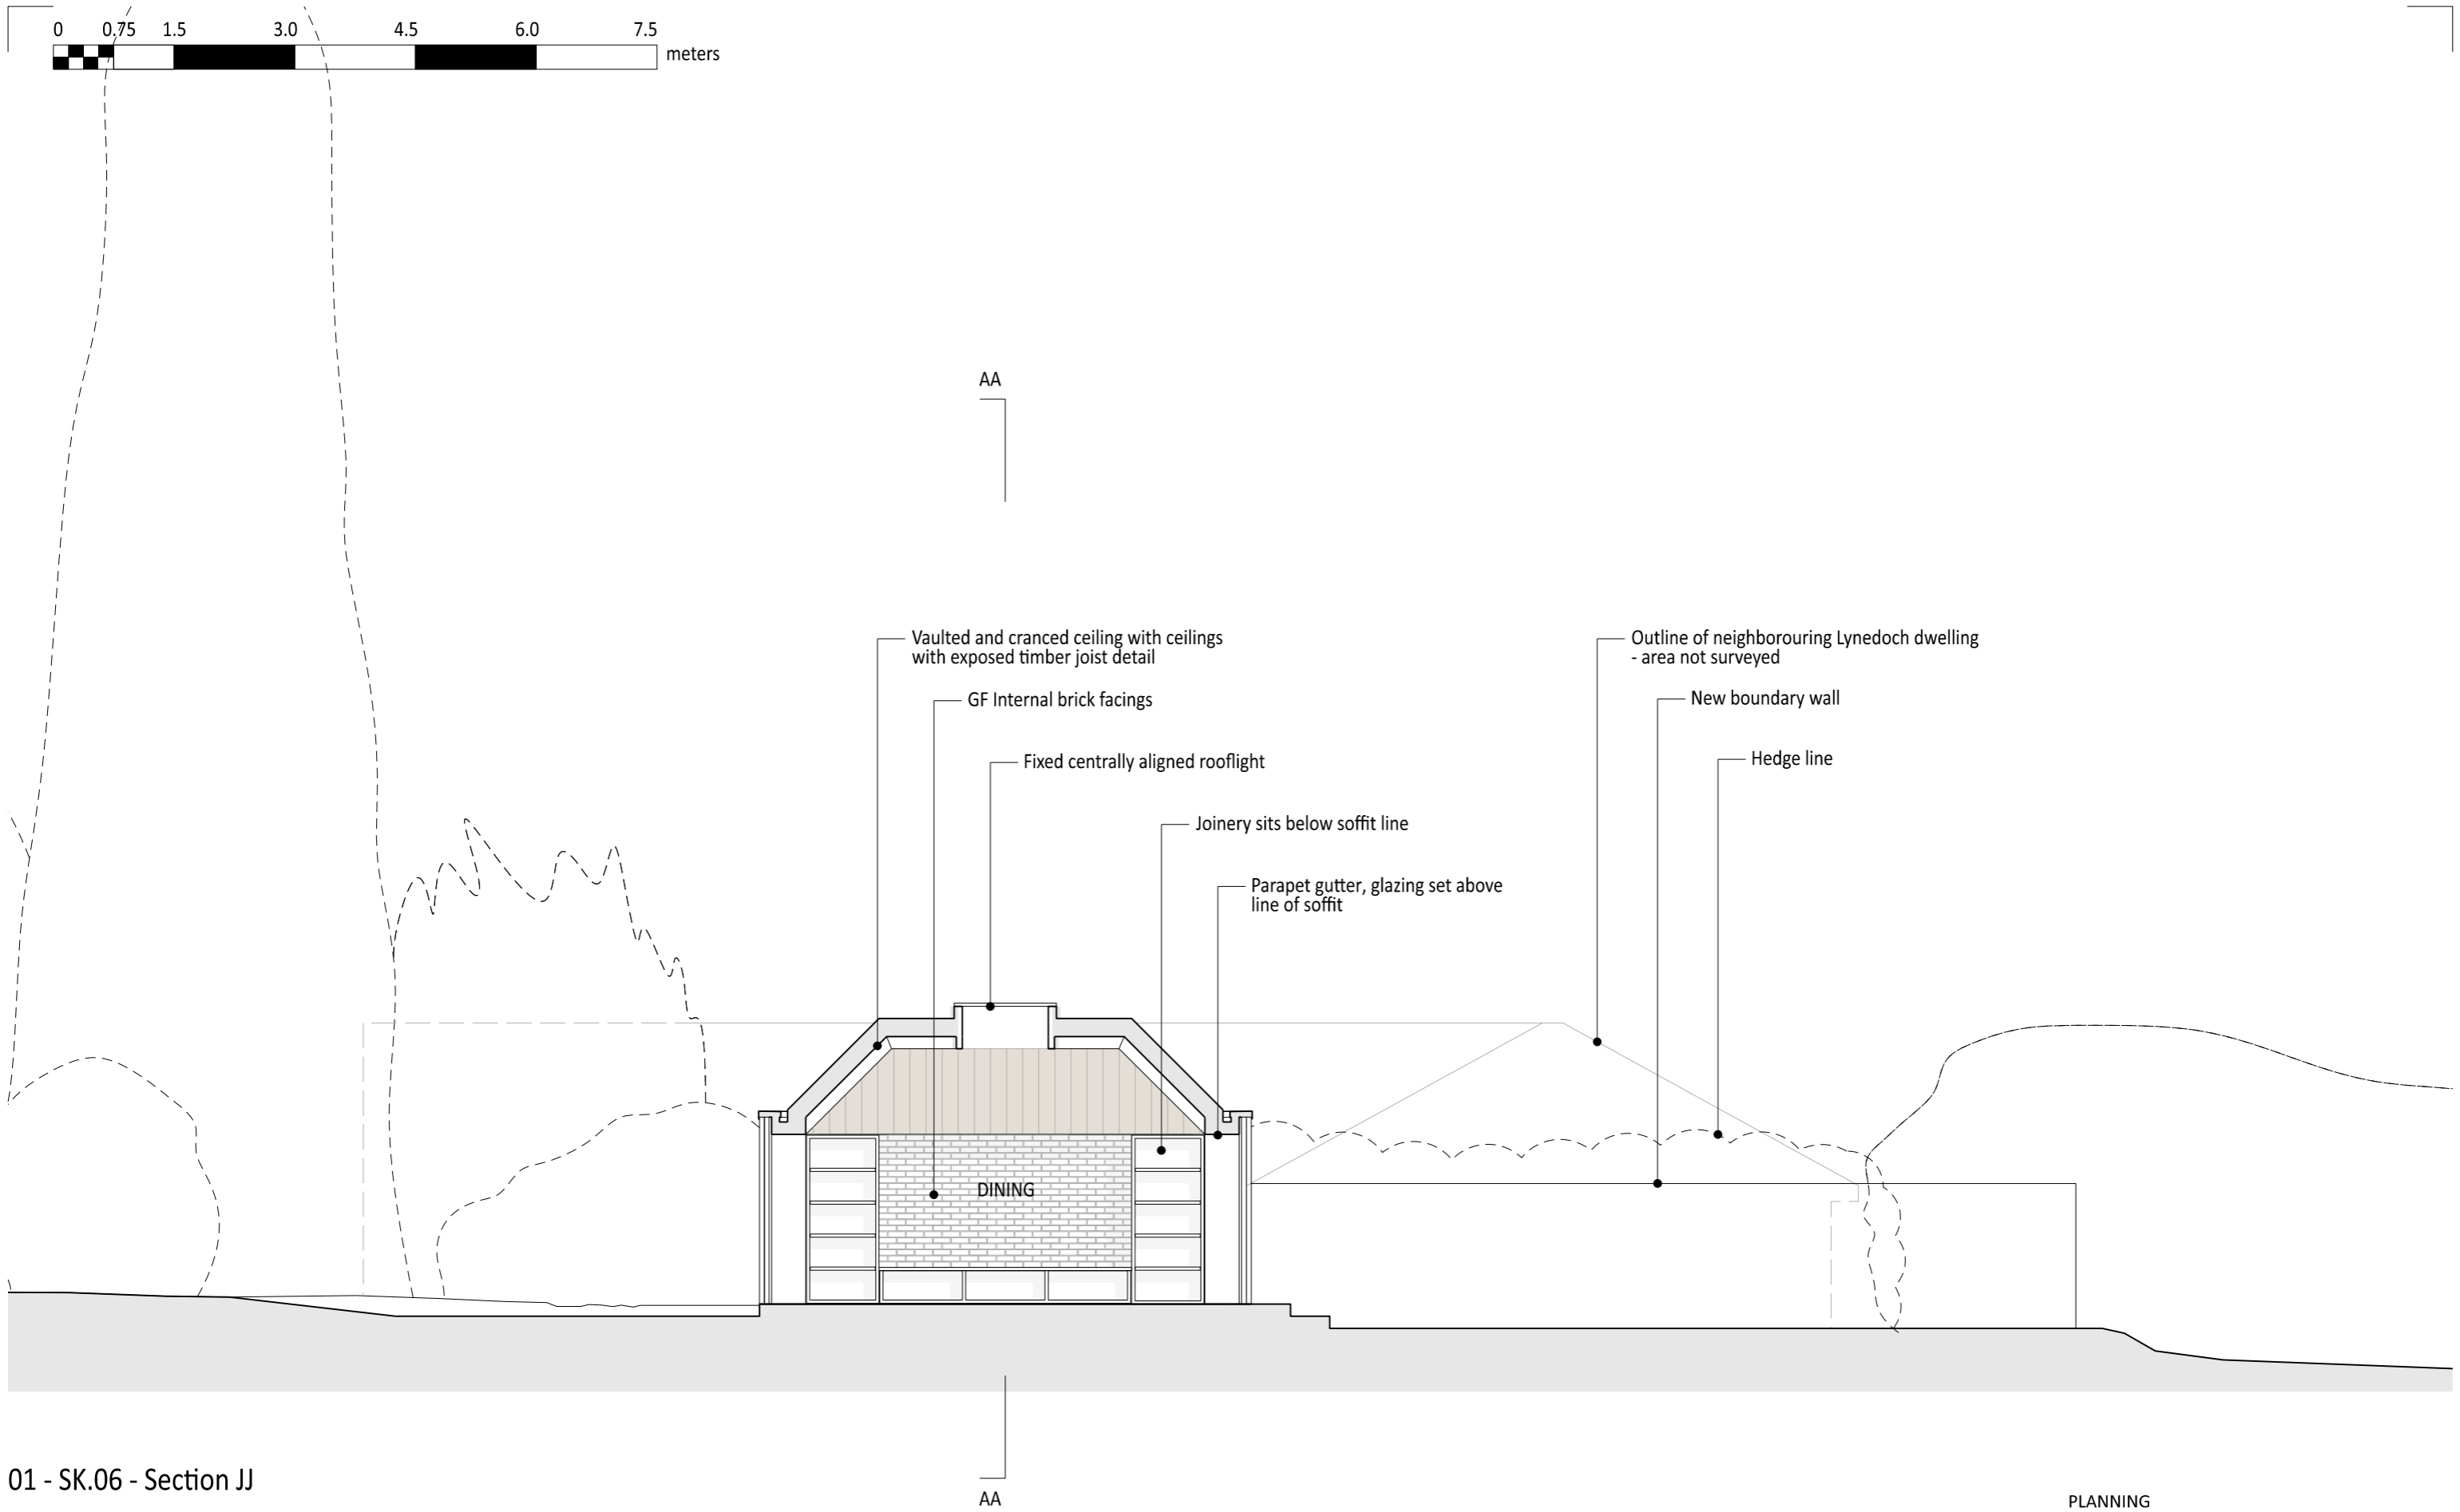 0 0.75 1.5 3.0 4.5 6.0 7.5
meters
AA
Vaulted and cranced ceiling with ceilings
with exposed timber joist detail
GF Internal brick facings
Fixed centrally aligned rooflight
Joinery sits below soffit line
Parapet gutter, glazing set above
line of soffit
Outline of neighborouring Lynedoch dwelling
- area not surveyed
New boundary wall
Hedge line
DINING
01 - SK.06 - Section JJ
AA
PLANNING